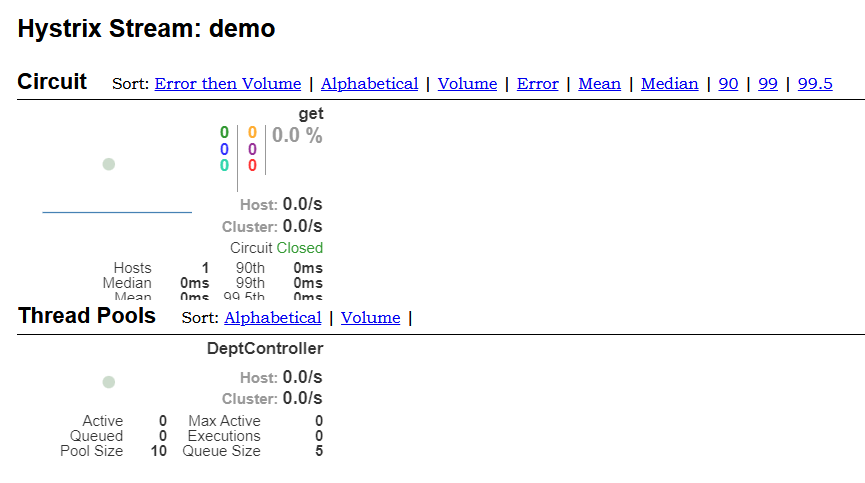 Hystrix Stream: demo
Circuit Sort: Error then Volume | Alphabetical | Volume | Error | Mean | Median | 90 | 99 | 99.5
get
0 0 0.0 %
0 0
0 0
Host: 0.0/s
Cluster: 0.0/s
Circuit Closed
Hosts 1 90th 0ms
Median 0ms 99th 0ms
Mean 0ms 99.5th 0ms
Thread Pools Sort: Alphabetical | Volume |
DeptController
Host: 0.0/s
Cluster: 0.0/s
Active 0 Max Active 0
Queued 0 Executions 0
Pool Size 10 Queue Size 5